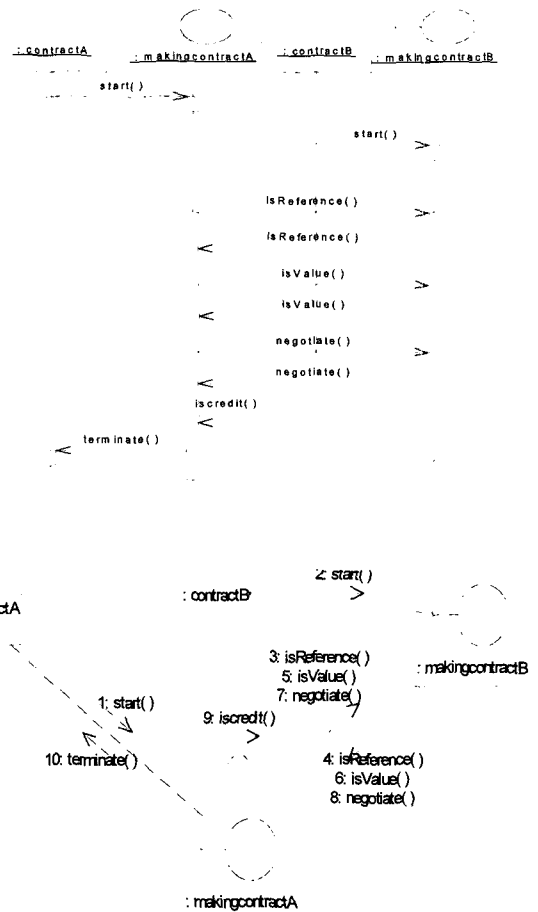 : contractA
: makingcontractA
: contractB
: makingcontractB
start( )
start( )
isReference( )
isReference( )
isValue( )
isValue( )
negotiate( )
negotiate( )
iscredit( )
terminate( )
2: start( )
: contractB
ctA
3: isReference( )
5: isValue( )
7: negotiate( )
: makingcontractB
1: start( )
9: iscredit( )
10: terminate( )
4: isReference( )
6: isValue( )
8: negotiate( )
: makingcontractA